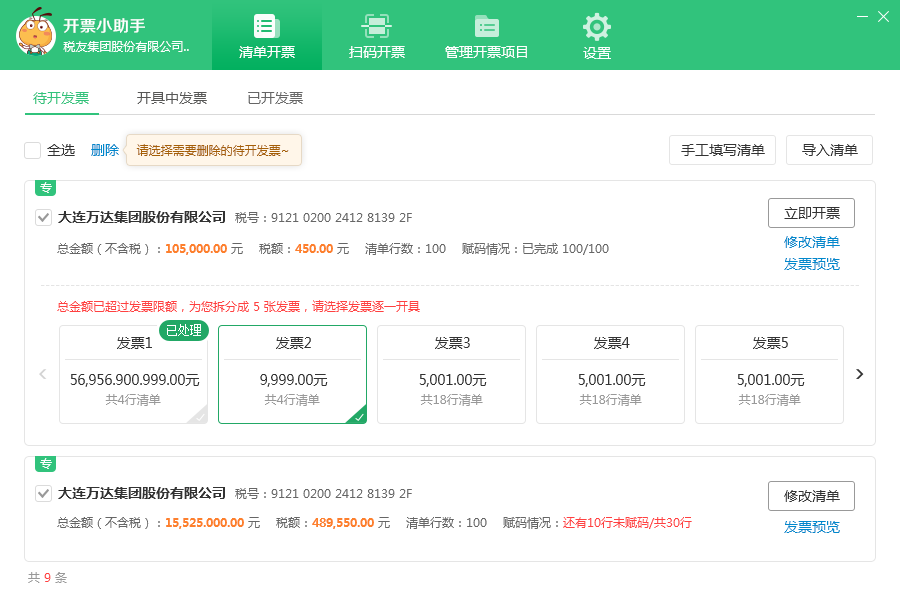 开票小助手
税友集团股份有限公司..
清单开票
扫码开票
管理开票项目
设置
待开发票
开具中发票
已开发票
全选 删除 请选择需要删除的待开发票~
手工填写清单
导入清单
专
大连万达集团股份有限公司 税号：9121 0200 2412 8139 2F
立即开票
总金额（不含税）：105,000.00 元 税额：450.00 元 清单行数：100 赋码情况：已完成 100/100
修改清单
发票预览
总金额已超过发票限额，为您拆分成 5 张发票，请选择发票逐一开具
已处理
发票1
56,956.900.999.00元
共4行清单
发票2
9,999.00元
共4行清单
发票3
5,001.00元
共18行清单
发票4
5,001.00元
共18行清单
发票5
5,001.00元
共18行清单
专
大连万达集团股份有限公司 税号：9121 0200 2412 8139 2F
修改清单
总金额（不含税）：15,525.000.00 元 税额：489,550.00 元 清单行数：100 赋码情况：还有10行未赋码/共30行
发票预览
共 9 条